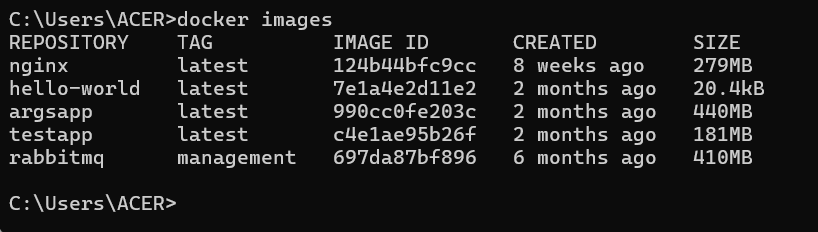 C:\Users\ACER>docker images
REPOSITORY    TAG          IMAGE ID       CREATED        SIZE
nginx         latest       124b44bfc9cc   8 weeks ago    279MB
hello-world   latest       7e1a4e2d11e2   2 months ago   20.4kB
argsapp       latest       990cc0fe203c   2 months ago   440MB
testapp       latest       c4e1ae95b26f   2 months ago   181MB
rabbitmq      management   697da87bf896   6 months ago   410MB
C:\Users\ACER>